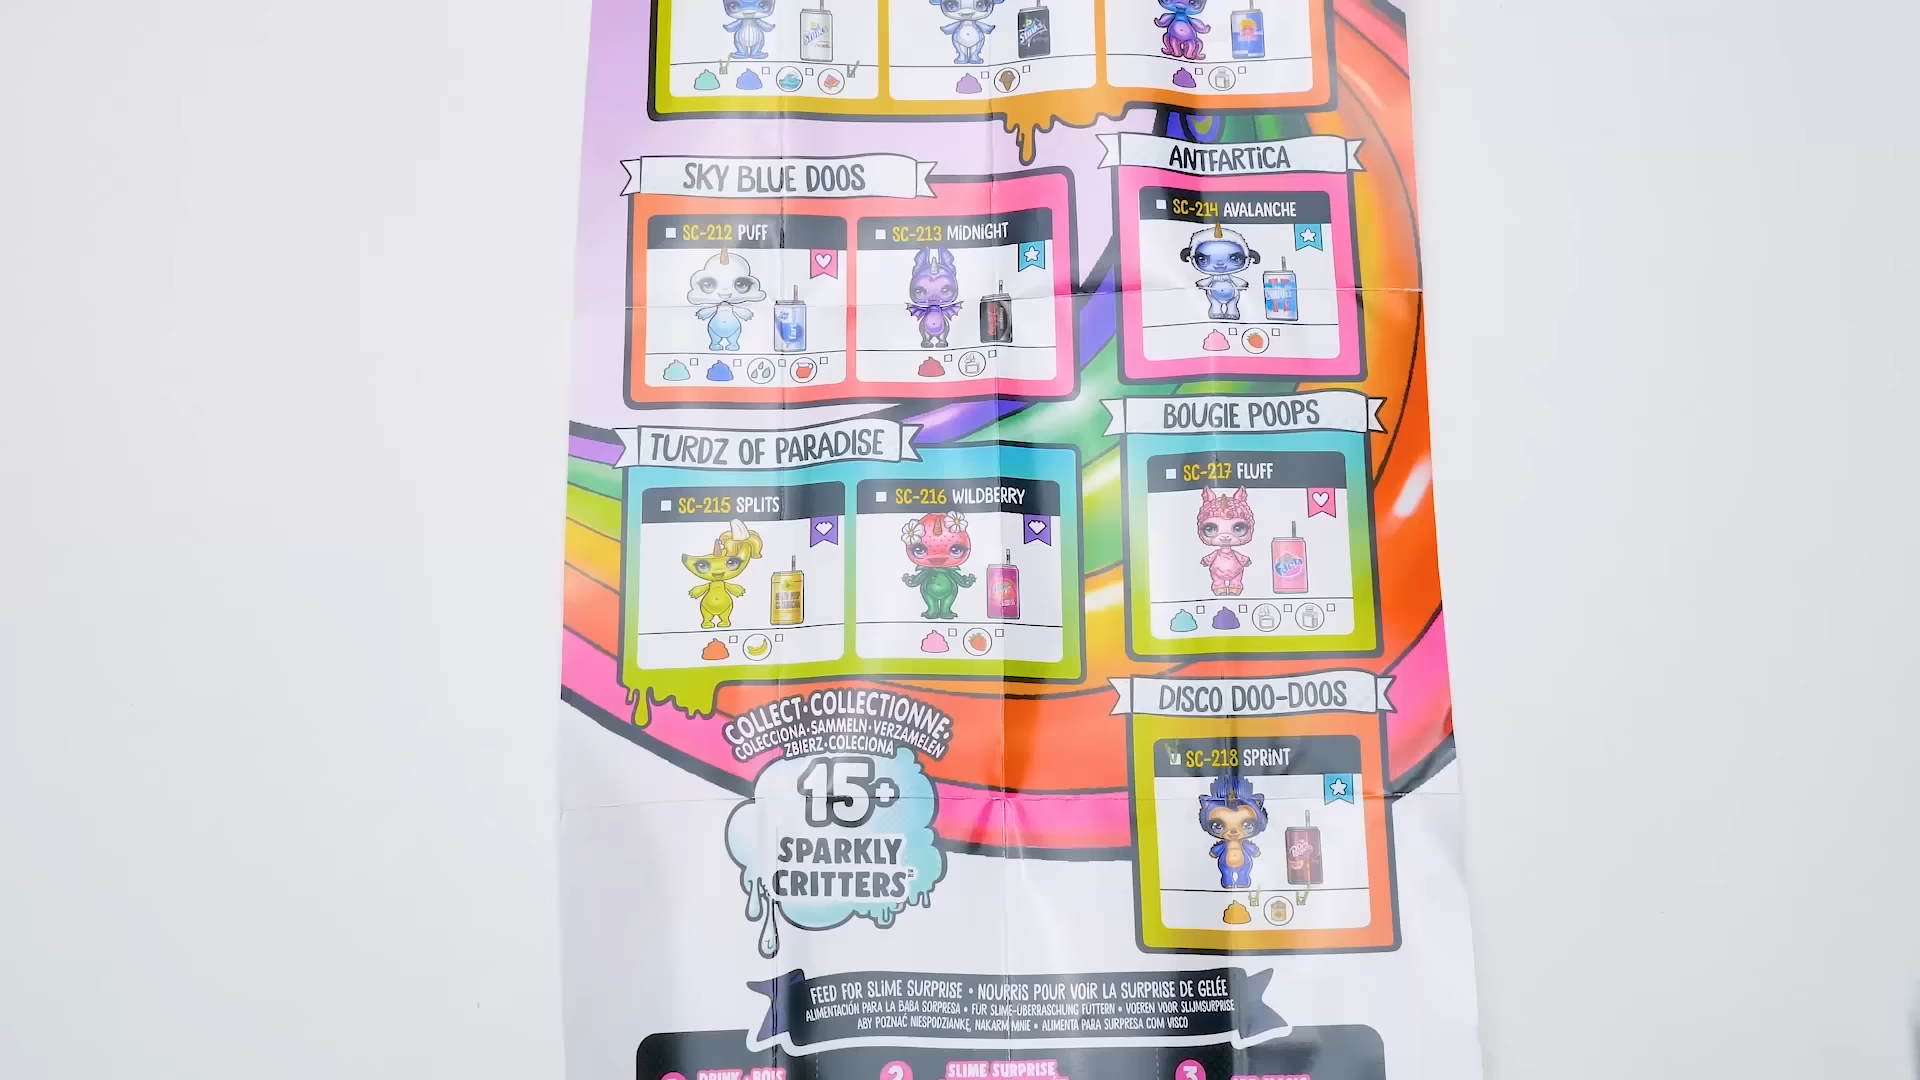 SKY BLUE DOOS
SC-212 PUFF
SC-213 MiDNiGHT
ANTFARTiCA
SC-214 AVALANCHE
TURDZ OF PARADISE
SC-215 SPLITS
SC-216 WILDBERRY
BOUGIE POOPS
SC-217 FLUFF
DISCO DOO-DOOS
SC-218 SPRiNT
COLLECT · COLLECTIONNE ·
COLECCIONA · SAMMELN · VERZAMELEN
ZBIERZ · COLECIONA
15+
SPARKLY
CRITTERS
FEED FOR SLiME SURPRISE • NOURRiS POUR VOIR LA SURPRISE DE GELÉE
ALIMENTACIÓN PARA LA BABA SORPRESA • FÜR SLIME-ÜBERRASCHUNG FÜTTERN • VOEREN VOOR SLIJMSURPRISE
ABY POZNAĆ NIESPODZIANKĘ, NAKARM MNIE • ALIMENTA PARA SURPRESA COM VISCO
DRINK · BOIS
2
SLIME SURPRISE
3